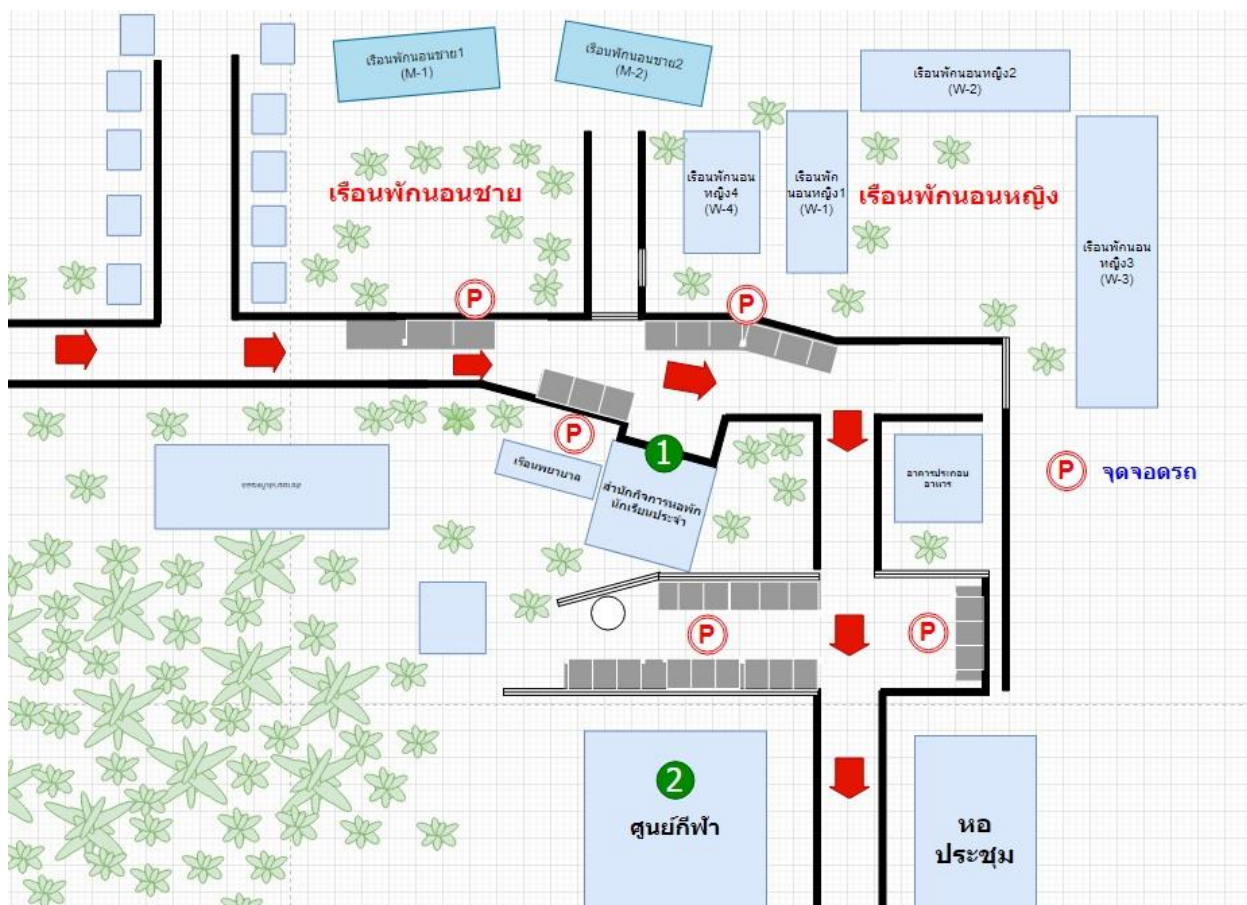 เรือนพักนอนชาย1
(M-1)
เรือนพักนอนชาย2
(M-2)
เรือนพักนอนหญิง2
(W-2)
เรือนพักนอน
หญิง4
(W-4)
เรือนพัก
นอนหญิง1
(W-1)
เรือนพักนอนชาย
เรือนพักนอนหญิง
เรือนพักนอน
หญิง3
(W-3)
P
P
P
1
เรือนพยาบาล
สำนักกิจการหอพัก
นักเรียนประจำ
อาคารประกอบ
อาหาร
P จุดจอดรถ
P
P
2
ศูนย์กีฬา
หอ
ประชุม